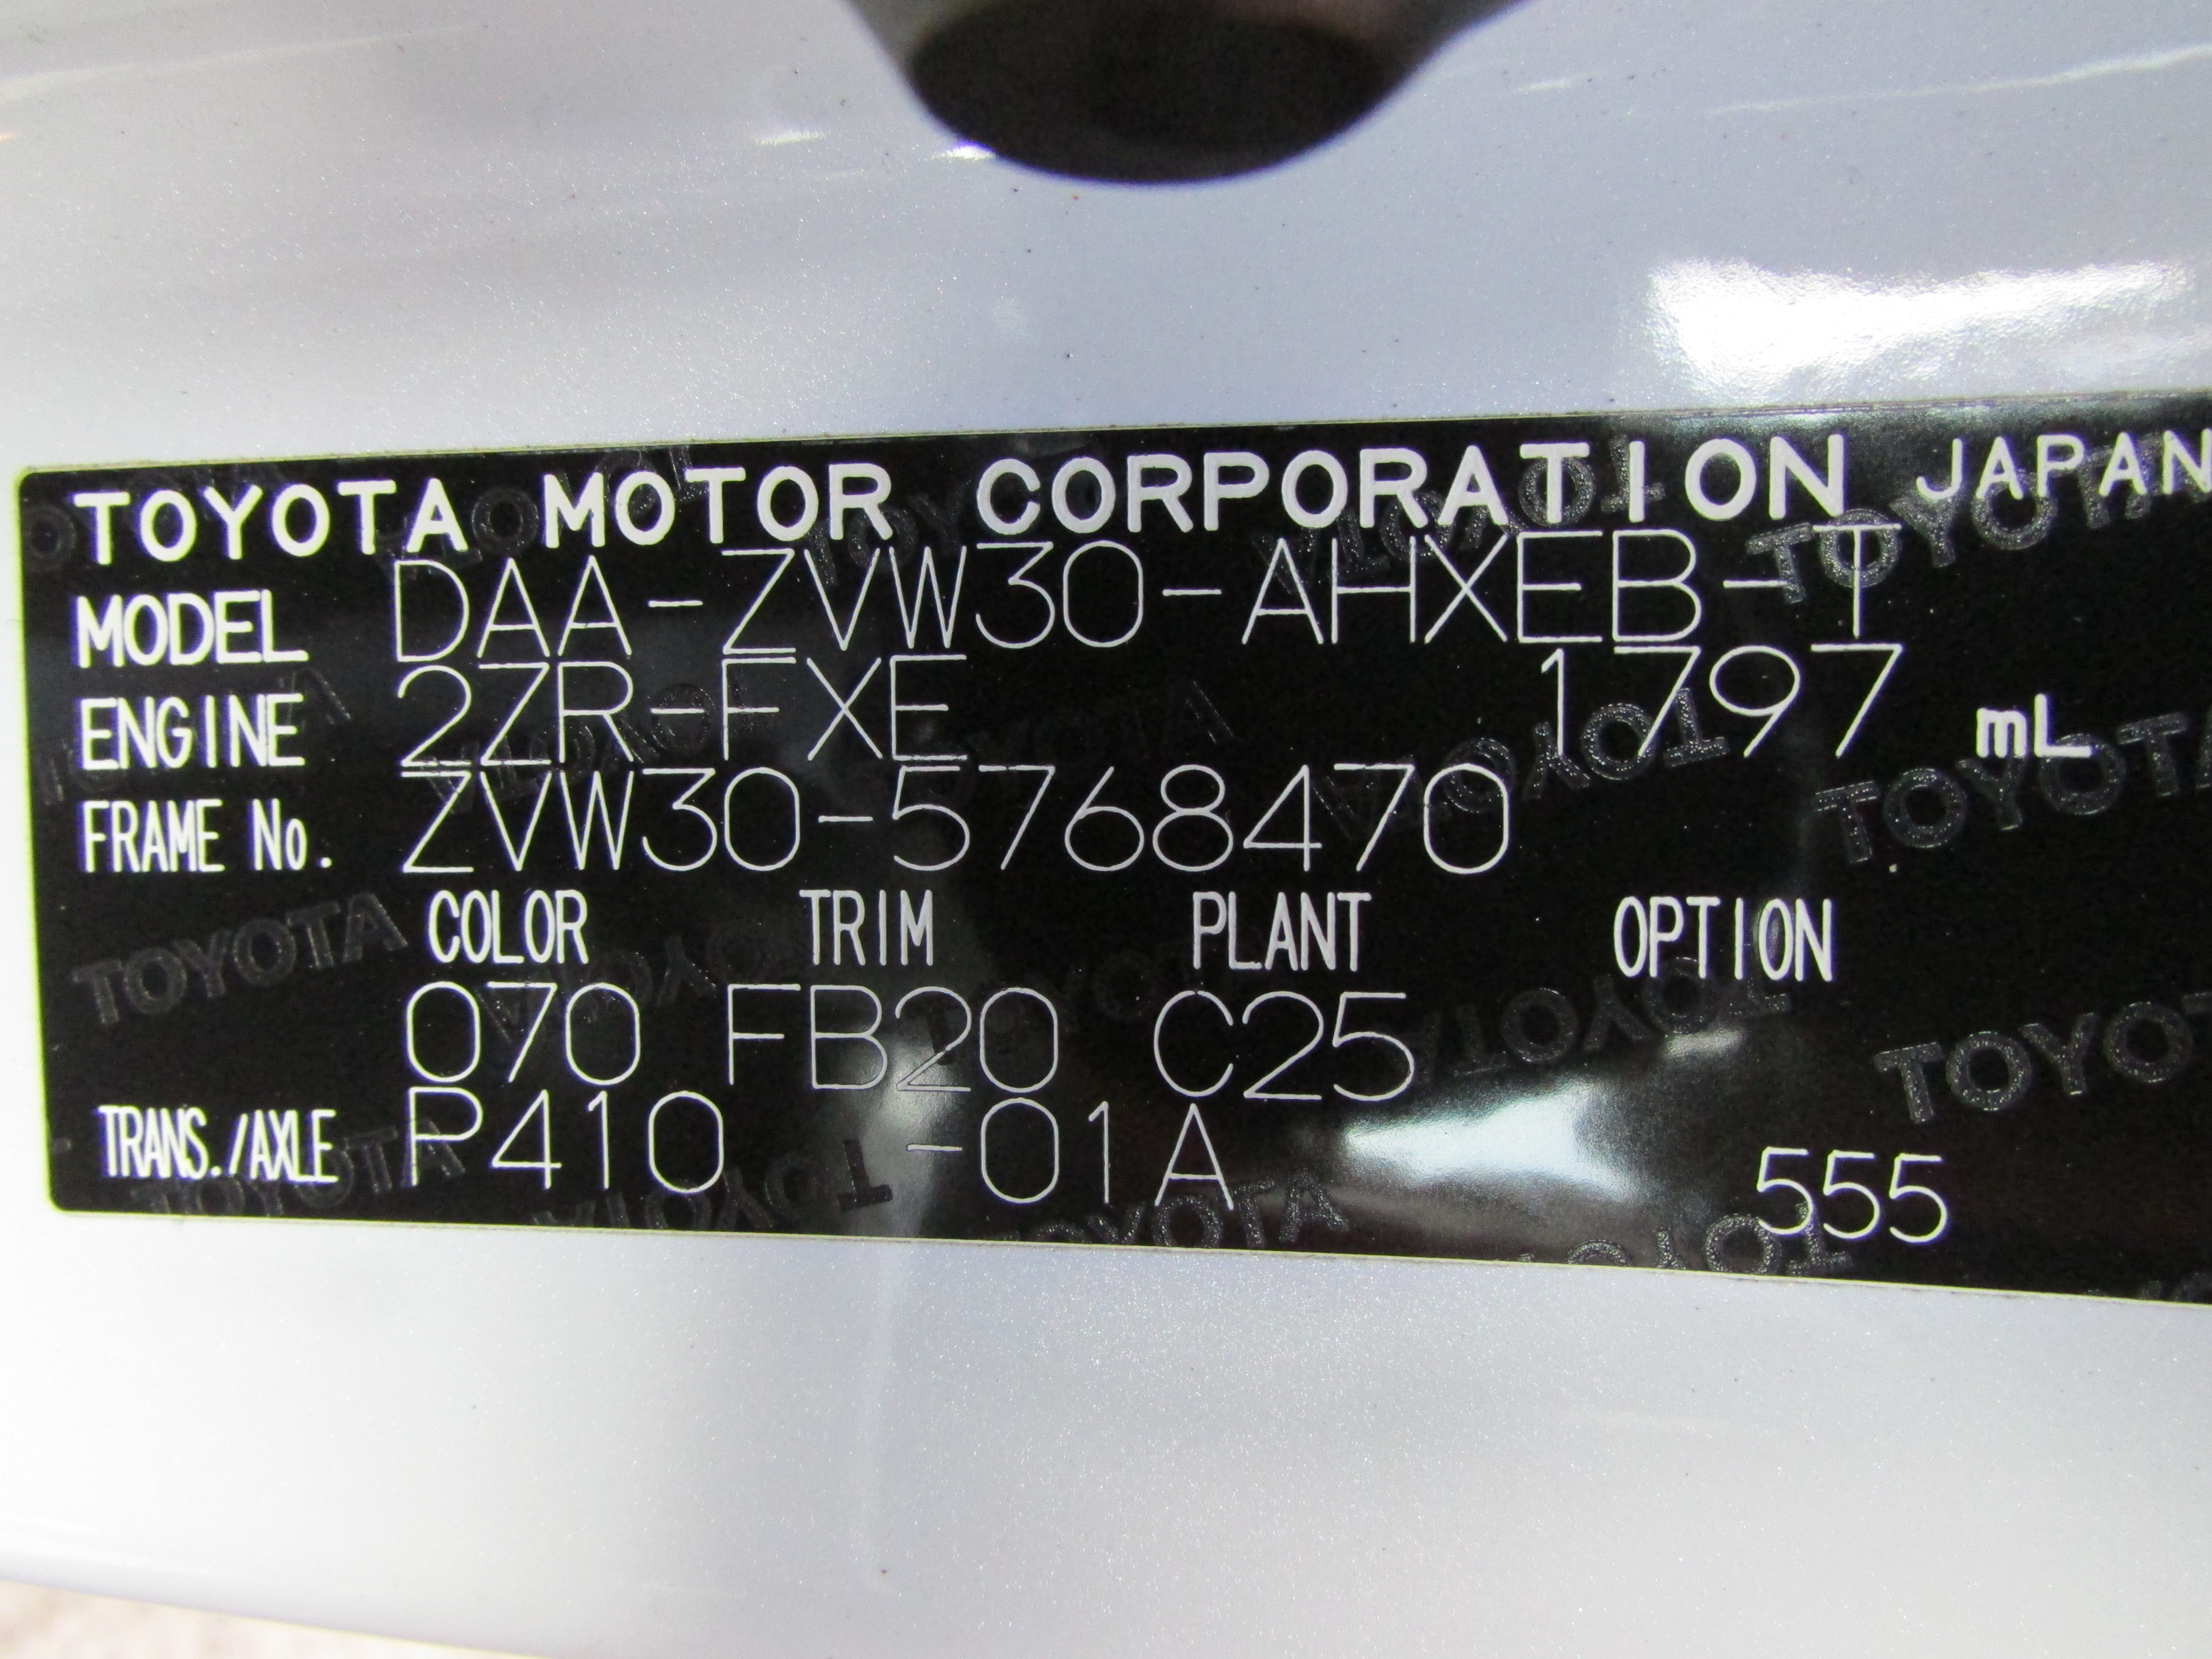 TOYOTA MOTOR CORPORATION JAPAN
MODEL DAA-ZVW30-AHXEB-T
ENGINE 2ZR-FXE 1797 mL
FRAME No. ZVW30-5768470
COLOR TRIM PLANT OPTION
070 FB20 C25
TRANS./AXLE P410 -01A
555